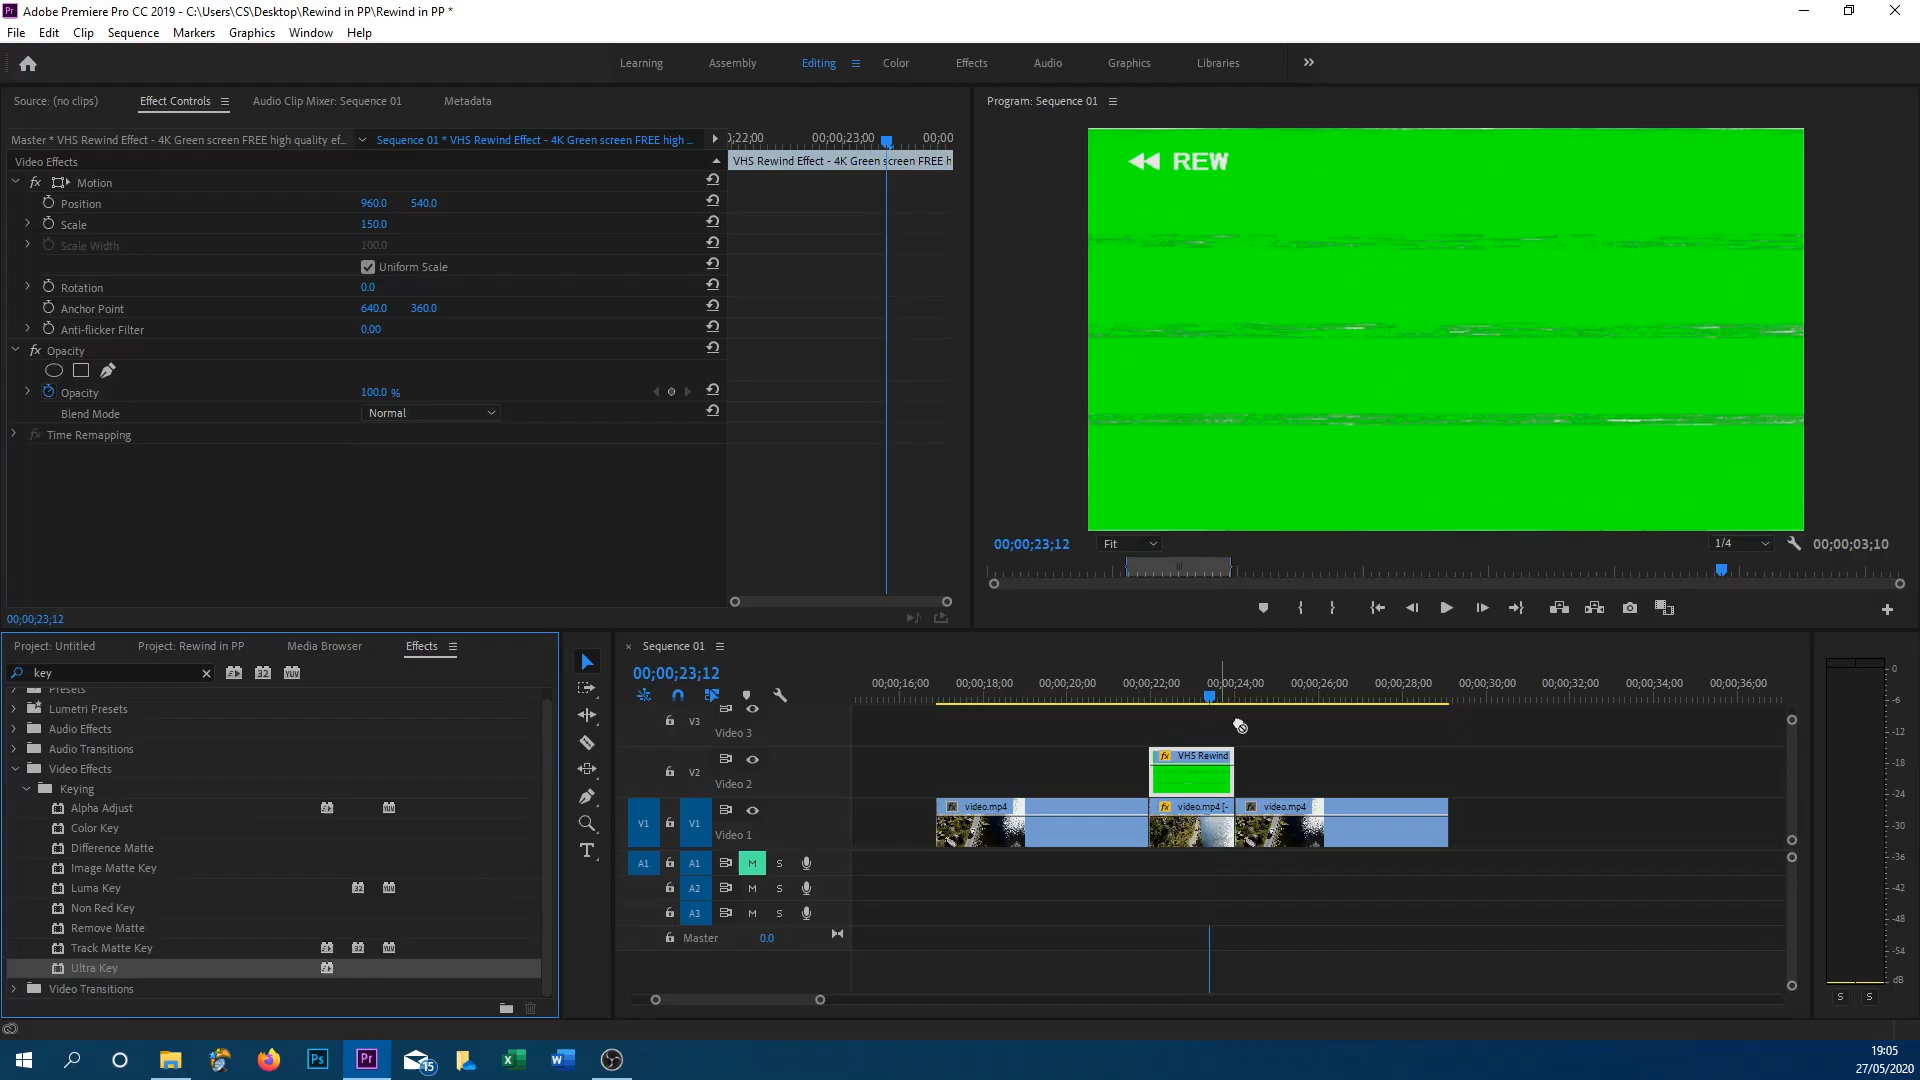 Adobe Premiere Pro CC 2019 - C:\Users\CS\Desktop\Rewind in PP\Rewind in PP *
File Edit Clip Sequence Markers Graphics Window Help
Learning Assembly Editing Color Effects Audio Graphics Libraries
Source: (no clips) Effect Controls Audio Clip Mixer: Sequence 01 Metadata
Program: Sequence 01
Master * VHS Rewind Effect - 4K Green screen FREE high quality ef... Sequence 01 * VHS Rewind Effect - 4K Green screen FREE high ...
;22;00 00;00;23;00 00;00
Video Effects
VHS Rewind Effect - 4K Green screen FREE h
REW
fx Motion
Position 960.0 540.0
Scale 150.0
Scale Width 100.0
Uniform Scale
Rotation 0.0
Anchor Point 640.0 360.0
Anti-flicker Filter 0.00
fx Opacity
Opacity 100.0 %
Blend Mode Normal
fx Time Remapping
00;00;23;12
00;00;23;12 Fit 1/4 00;00;03;10
Project: Untitled Project: Rewind in PP Media Browser Effects
key
Presets
Lumetri Presets
Audio Effects
Audio Transitions
Video Effects
Keying
Alpha Adjust
Color Key
Difference Matte
Image Matte Key
Luma Key
Non Red Key
Remove Matte
Track Matte Key
Ultra Key
Video Transitions
Sequence 01
00;00;23;12
00;00;16;00 00;00;18;00 00;00;20;00 00;00;22;00 00;00;24;00 00;00;26;00 00;00;28;00 00;00;30;00 00;00;32;00 00;00;34;00 00;00;36;00
V3 Video 3
V2 Video 2
fx VHS Rewind
V1 V1 Video 1
fx video.mp4 fx video.mp4 [- fx video.mp4
A1 A1 M S
A2 M S
A3 M S
Master 0.0
0
-6
-12
-18
-24
-30
-36
-42
-48
-54
dB
S S
Ps Pr 15 X W
19:05
27/05/2020